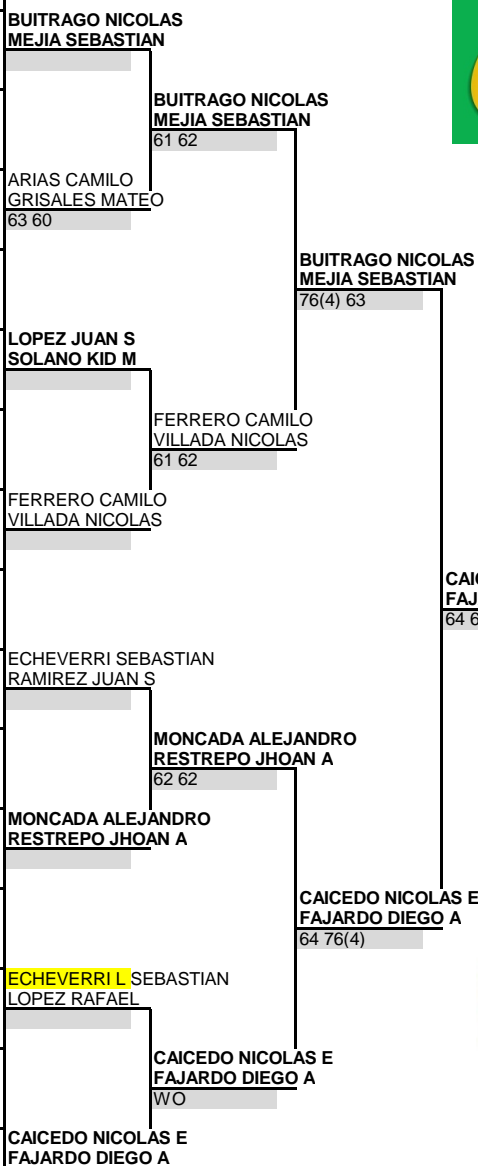 BUITRAGO NICOLAS
MEJIA SEBASTIAN
BUITRAGO NICOLAS
MEJIA SEBASTIAN
61 62
ARIAS CAMILO
GRISALES MATEO
63 60
BUITRAGO NICOLAS
MEJIA SEBASTIAN
76(4) 63
LOPEZ JUAN S
SOLANO KID M
FERRERO CAMILO
VILLADA NICOLAS
61 62
FERRERO CAMILO
VILLADA NICOLAS
64
ECHEVERRI SEBASTIAN
RAMIREZ JUAN S
MONCADA ALEJANDRO
RESTREPO JHOAN A
62 62
MONCADA ALEJANDRO
RESTREPO JHOAN A
CAICEDO NICOLAS E
FAJARDO DIEGO A
64 76(4)
ECHEVERRI L SEBASTIAN
LOPEZ RAFAEL
CAICEDO NICOLAS E
FAJARDO DIEGO A
WO
CAICEDO NICOLAS E
FAJARDO DIEGO A